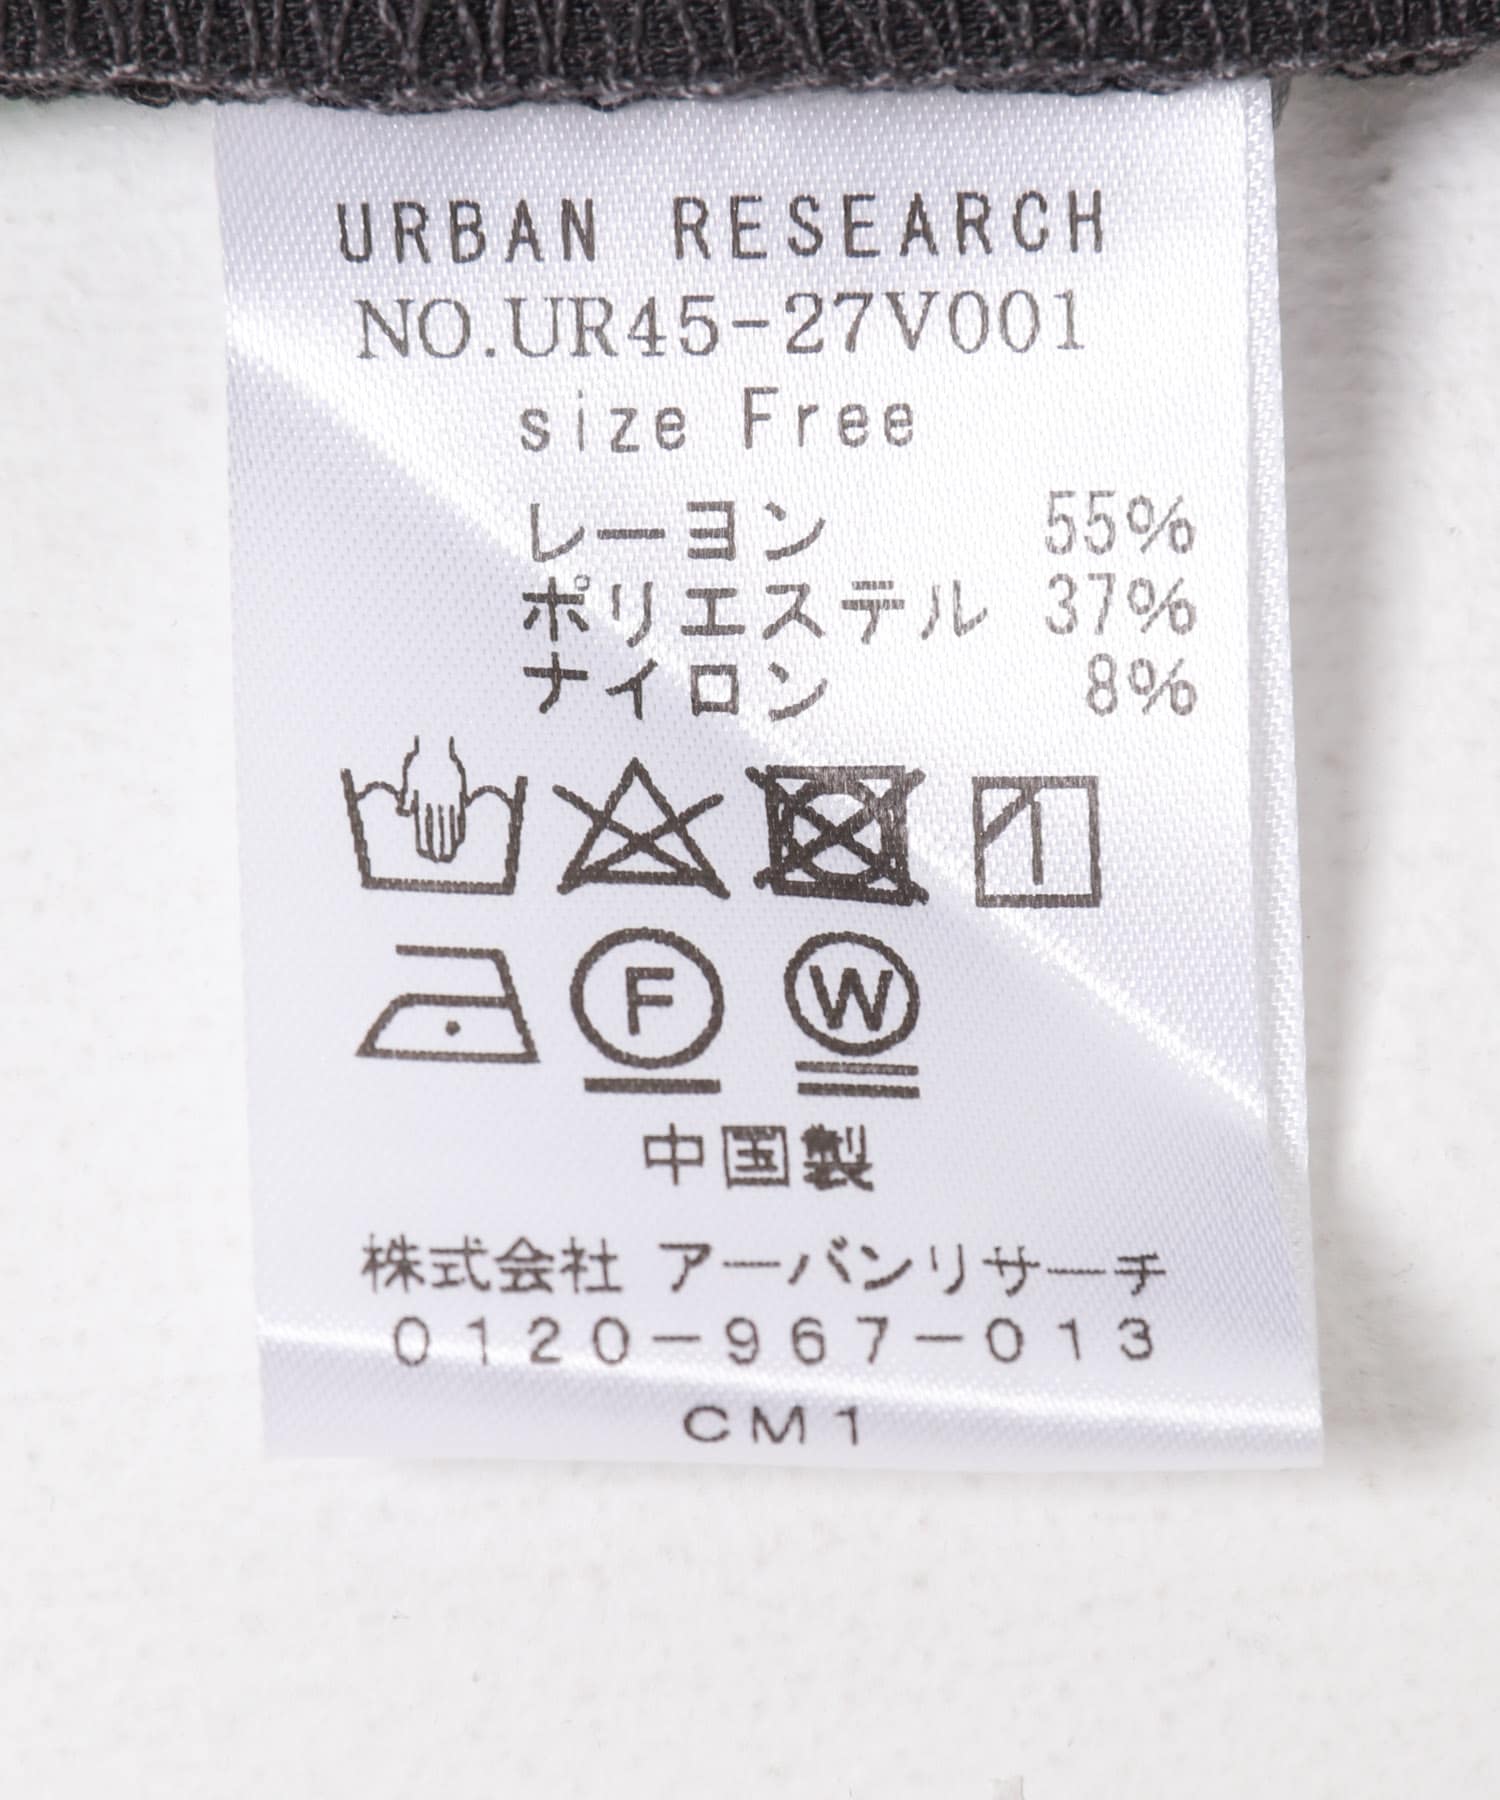 URBAN RESEARCH
NO.UR45-27V001
size Free
レーヨン 55%
ポリエステル 37%
ナイロン 8%
F W
中国製
株式会社 アーバンリサーチ
0120-967-013
CM1